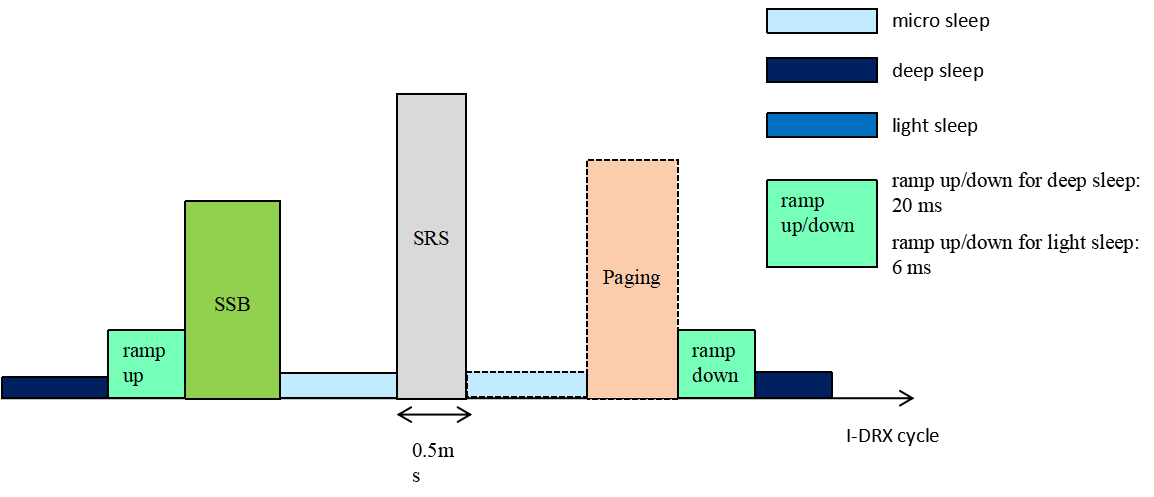 micro sleep
deep sleep
light sleep
ramp up/down for deep sleep:
20 ms
ramp
up/down
ramp up/down for light sleep:
6 ms
SRS
Paging
SSB
ramp
up
ramp
down
I-DRX cycle
0.5m
s